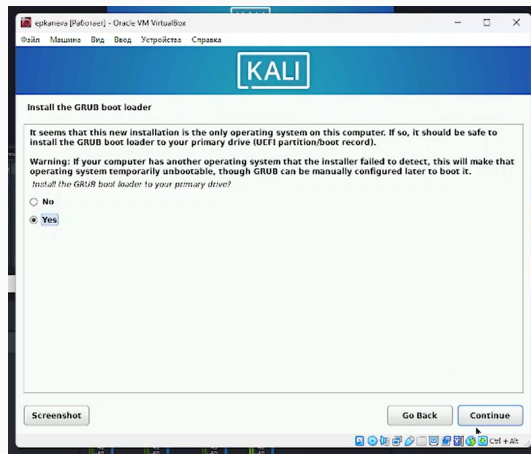 epkaneva [Работает] - Oracle VM VirtualBox
Файл Машина Вид Ввод Устройства Справка
KALI
Install the GRUB boot loader
It seems that this new installation is the only operating system on this computer. If so, it should be safe to
install the GRUB boot loader to your primary drive (UEFI partition/boot record).
Warning: If your computer has another operating system that the installer failed to detect, this will make that
operating system temporarily unbootable, though GRUB can be manually configured later to boot it.
Install the GRUB boot loader to your primary drive?
No
Yes
Screenshot
Go Back
Continue
Ctrl + Alt